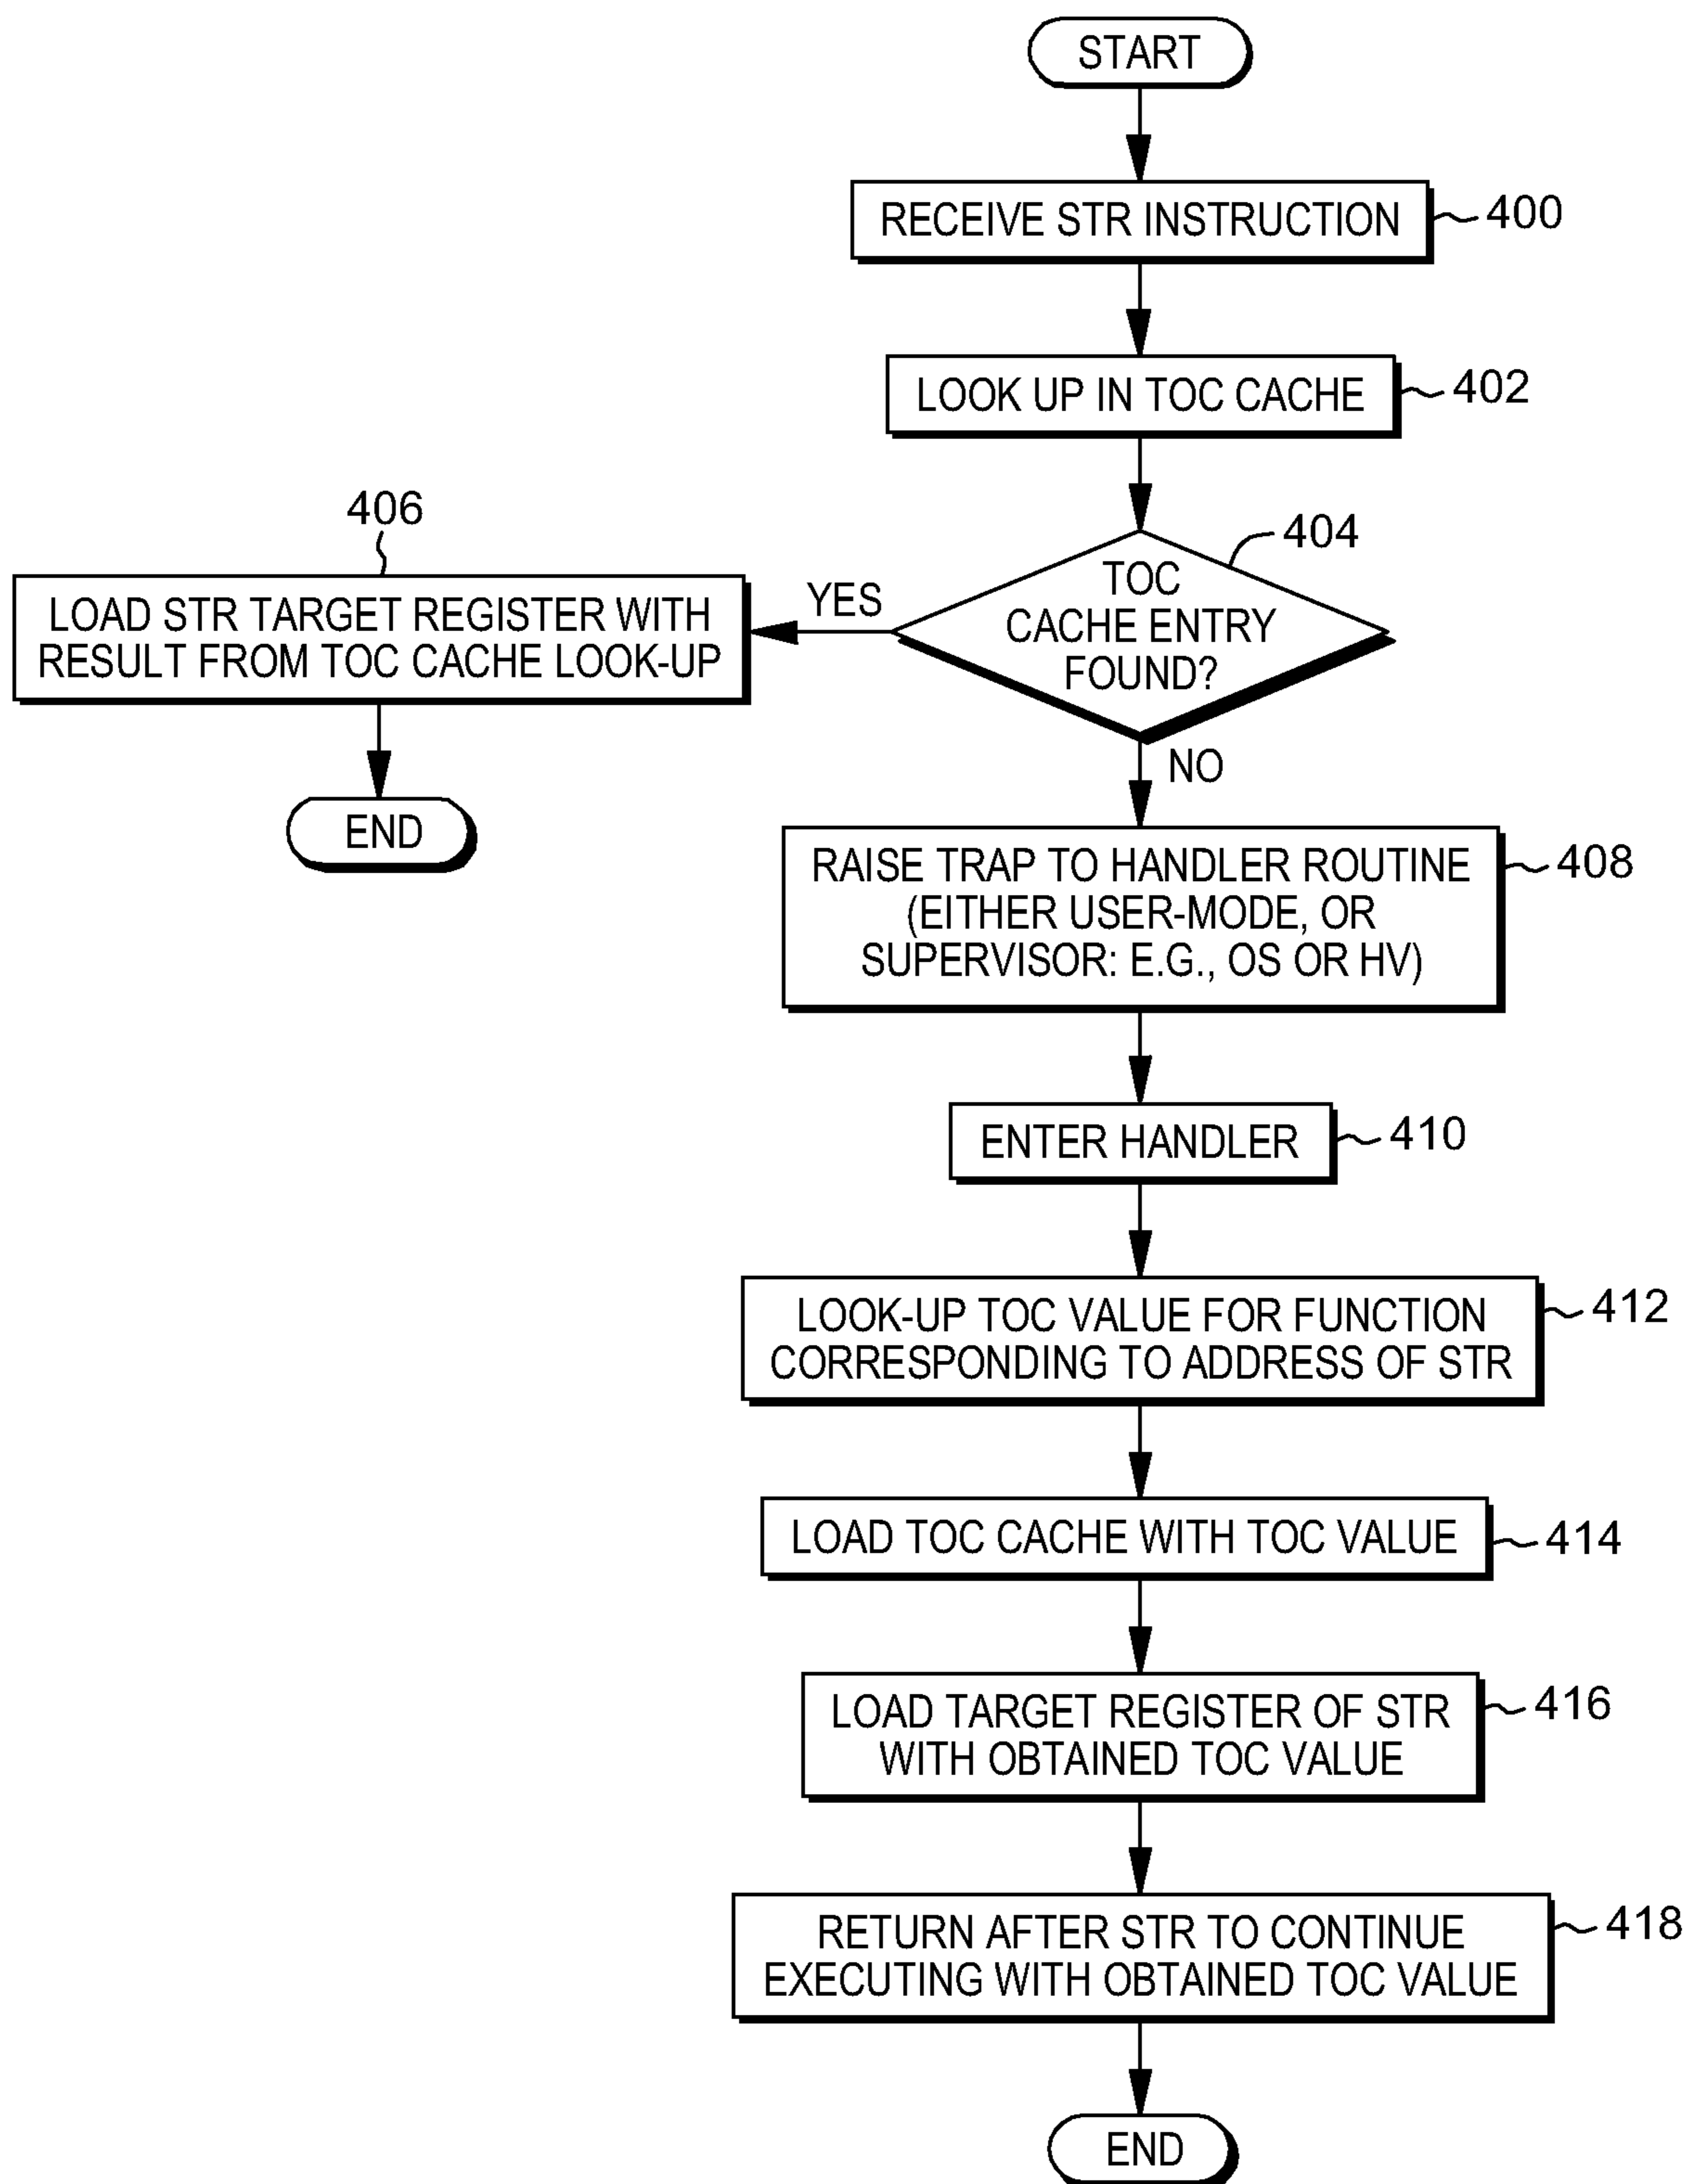 START
RECEIVE STR INSTRUCTION
400
LOOK UP IN TOC CACHE
402
404
TOC
CACHE ENTRY
FOUND?
YES
406
LOAD STR TARGET REGISTER WITH
RESULT FROM TOC CACHE LOOK-UP
END
NO
RAISE TRAP TO HANDLER ROUTINE
(EITHER USER-MODE, OR
SUPERVISOR: E.G., OS OR HV)
408
ENTER HANDLER
410
LOOK-UP TOC VALUE FOR FUNCTION
CORRESPONDING TO ADDRESS OF STR
412
LOAD TOC CACHE WITH TOC VALUE
414
LOAD TARGET REGISTER OF STR
WITH OBTAINED TOC VALUE
416
RETURN AFTER STR TO CONTINUE
EXECUTING WITH OBTAINED TOC VALUE
418
END